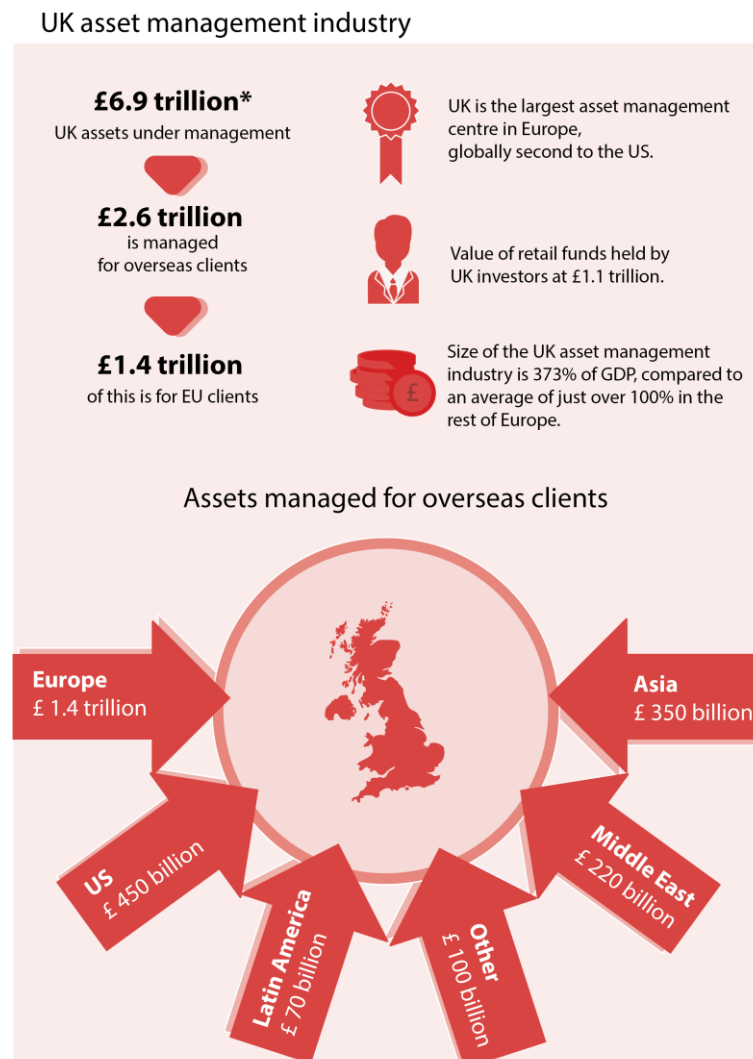 UK asset management industry
£6.9 trillion*
UK assets under management
£2.6 trillion
is managed
for overseas clients
£1.4 trillion
of this is for EU clients
UK is the largest asset management
centre in Europe,
globally second to the US.
Value of retail funds held by
UK investors at £1.1 trillion.
£
Size of the UK asset management
industry is 373% of GDP, compared to
an average of just over 100% in the
rest of Europe.
Assets managed for overseas clients
Europe
£ 1.4 trillion
US
£ 450 billion
Latin America
£ 70 billion
Other
£ 100 billion
Middle East
£ 220 billion
Asia
£ 350 billion